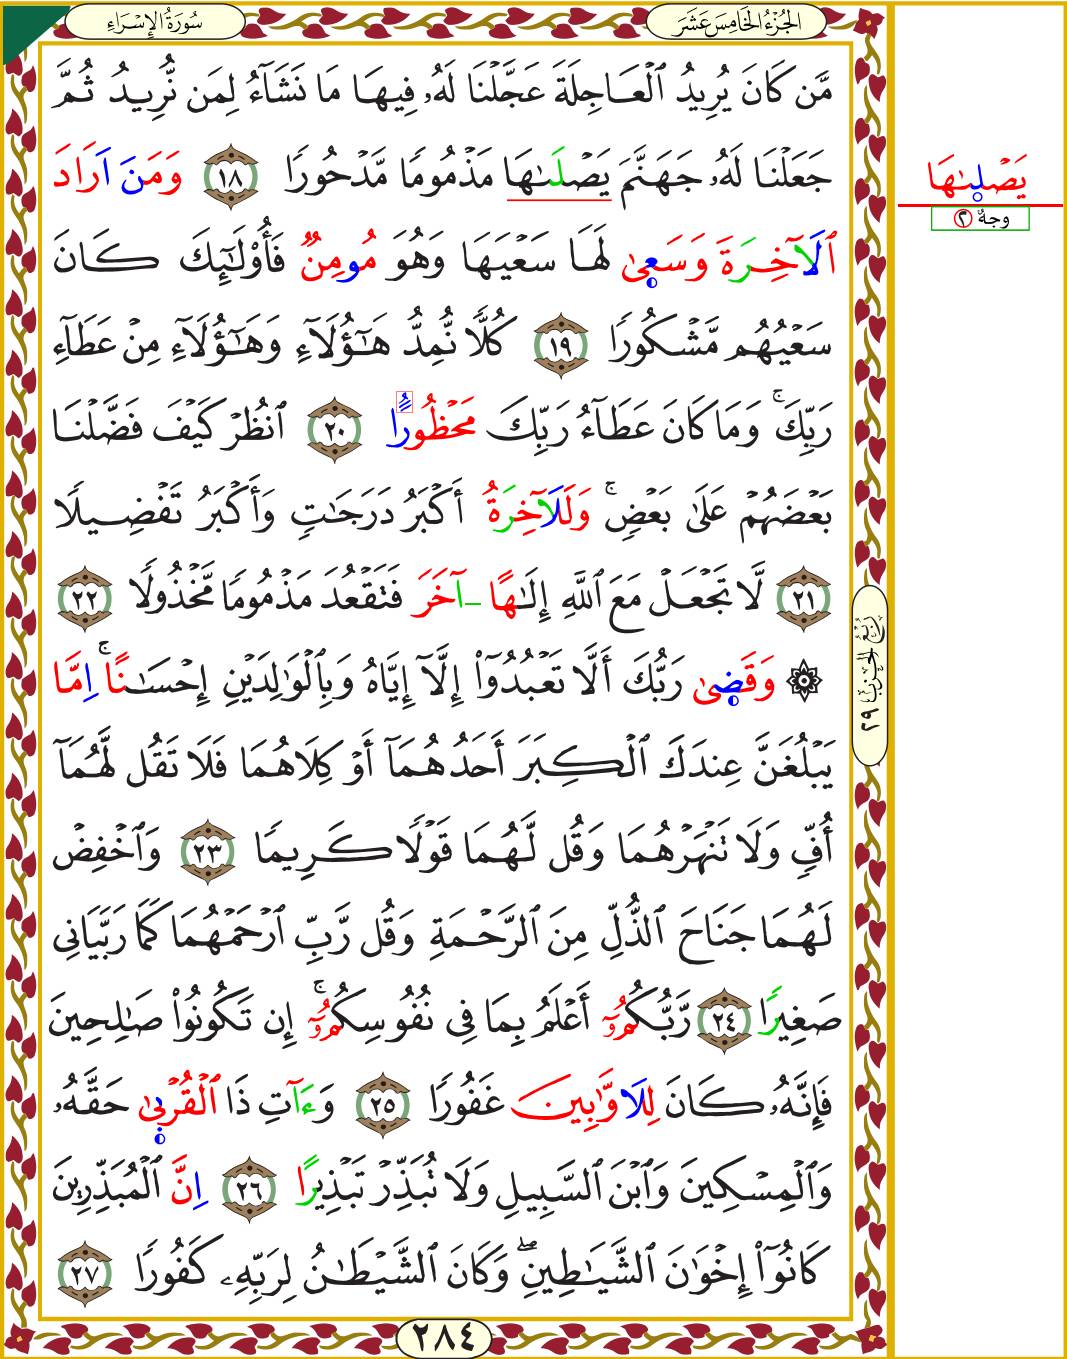 سُورَةُ الإِسْرَاءِ
الجُزْءُ الخَامِسَ عَشَرَ
مَّن كَانَ يُرِيدُ ٱلۡعَاجِلَةَ عَجَّلۡنَا لَهُۥ فِيهَا مَا نَشَآءُ لِمَن نُّرِيدُ ثُمَّ
جَعَلۡنَا لَهُۥ جَهَنَّمَ يَصۡلَىٰهَا مَذۡمُومًا مَّدۡحُورًا ١٨ وَمَنَ اَرَادَ
ٱلَاخِرَةَ وَسَعۭىٰ لَهَا سَعۡيَهَا وَهُوَ مُومِنٞ فَأُوْلَٰٓئِكَ كَانَ
سَعۡيُهُم مَّشۡكُورًا ١٩ كُلّٗا نُّمِدُّ هَٰٓؤُلَآءِ وَهَٰٓؤُلَآءِ مِنۡ عَطَآءِ
رَبِّكَۚ وَمَا كَانَ عَطَآءُ رَبِّكَ مَحۡظُورًا ٢٠ ٱنظُرۡ كَيۡفَ فَضَّلۡنَا
بَعۡضَهُمۡ عَلَىٰ بَعۡضٖۚ وَلَلَاخِرَةُ أَكۡبَرُ دَرَجَٰتٖ وَأَكۡبَرُ تَفۡضِيلٗا
٢١ لَّا تَجۡعَلۡ مَعَ ٱللَّهِ إِلَٰهًا ـ اٰخَرَ فَتَقۡعُدَ مَذۡمُومٗا مَّخۡذُولٗا ٢٢
۞ وَقَضۭىٰ رَبُّكَ أَلَّا تَعۡبُدُوٓاْ إِلَّآ إِيَّاهُ وَبِٱلۡوَٰلِدَيۡنِ إِحۡسَٰنًاۚ اِمَّا
يَبۡلُغَنَّ عِندَكَ ٱلۡكِبَرَ أَحَدُهُمَآ أَوۡ كِلَاهُمَا فَلَا تَقُل لَّهُمَآ
أُفّٖ وَلَا تَنۡهَرۡهُمَا وَقُل لَّهُمَا قَوۡلٗا كَرِيمٗا ٢٣ وَٱخۡفِضۡ
لَهُمَا جَنَاحَ ٱلذُّلِّ مِنَ ٱلرَّحۡمَةِ وَقُل رَّبِّ ٱرۡحَمۡهُمَا كَمَا رَبَّيَانِي
صَغِيرٗا ٢٤ رَّبُّكُمُۥٓ أَعۡلَمُ بِمَا فِي نُفُوسِكُمُۥٓۚ إِن تَكُونُواْ صَٰلِحِينَ
فَإِنَّهُۥ كَانَ لِلَاوَّٰبِينَ غَفُورٗا ٢٥ وَءَاتِ ذَا ٱلۡقُرۡبۭىٰ حَقَّهُۥ
وَٱلۡمِسۡكِينَ وَٱبۡنَ ٱلسَّبِيلِ وَلَا تُبَذِّرۡ تَبۡذِيرًا ٢٦ اِنَّ ٱلۡمُبَذِّرِينَ
كَانُوٓاْ إِخۡوَٰنَ ٱلشَّيَٰطِينِۖ وَكَانَ ٱلشَّيۡطَٰنُ لِرَبِّهِۦ كَفُورٗا ٢٧
يَصۡلۭىٰهَا
وجهٌ ٢
رُبْعُ الحِزْب ٢٩
٢٨٤